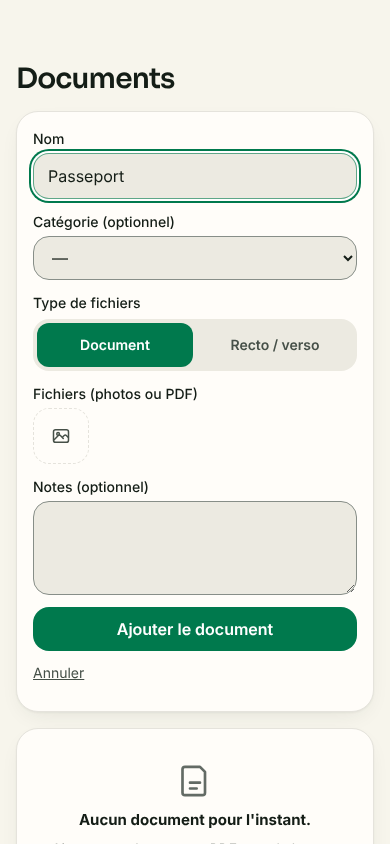 Documents
Nom
Passeport
Catégorie (optionnel)
—
Type de fichiers
Document
Recto / verso
Fichiers (photos ou PDF)
Notes (optionnel)
Ajouter le document
Annuler
Aucun document pour l'instant.